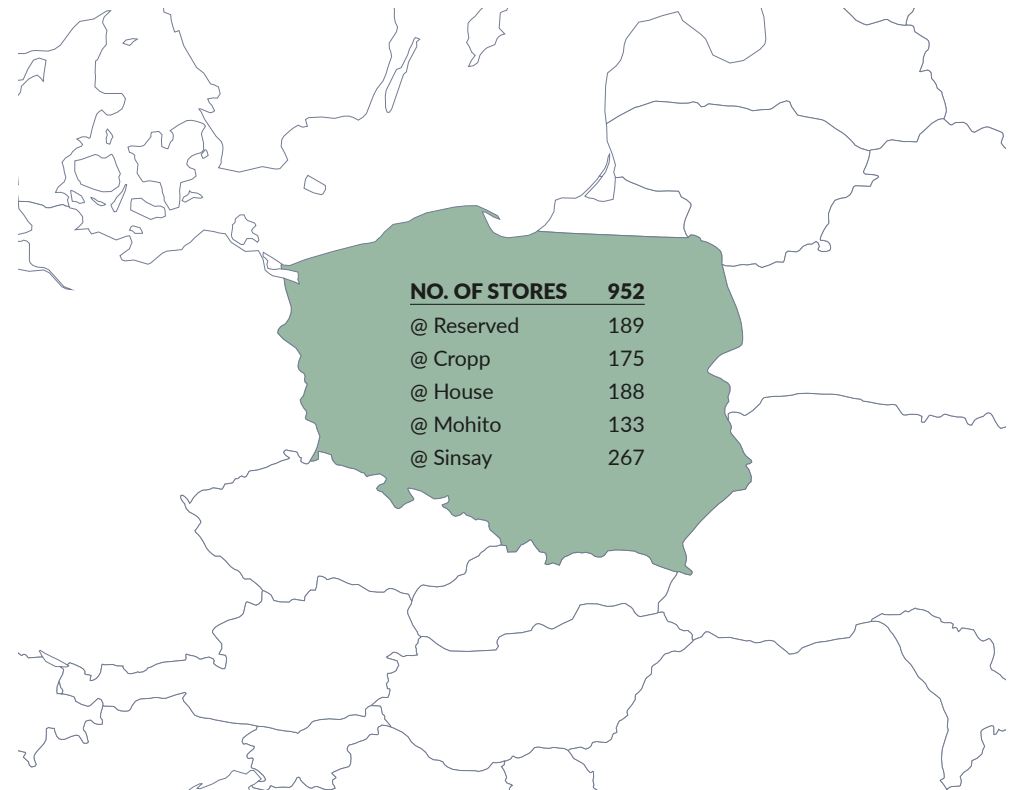 NO. OF STORES 952
@ Reserved 189
@ Cropp 175
@ House 188
@ Mohito 133
@ Sinsay 267